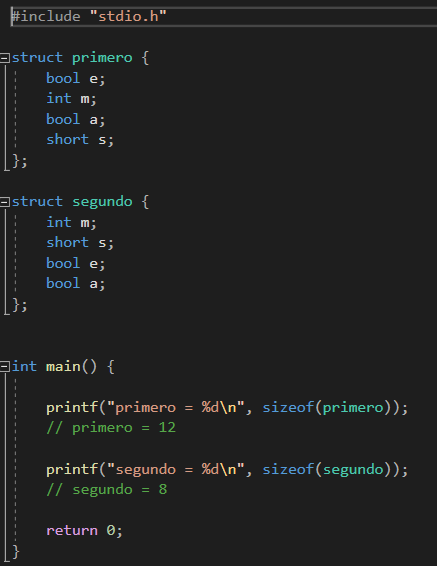 #include "stdio.h"
struct primero {
bool e;
int m;
bool a;
short s;
};
struct segundo {
int m;
short s;
bool e;
bool a;
};
int main() {
printf("primero = %d\n", sizeof(primero));
// primero = 12
printf("segundo = %d\n", sizeof(segundo));
// segundo = 8
return 0;
}